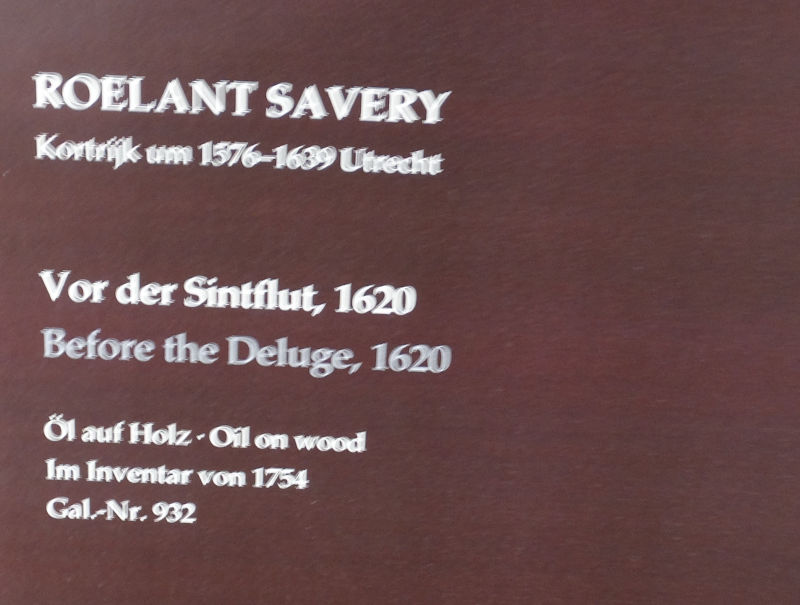 ROELANT SAVERY
Kortrijk um 1576–1639 Utrecht
Vor der Sintflut, 1620
Before the Deluge, 1620
Öl auf Holz · Oil on wood
Im Inventar von 1754
Gal.-Nr. 932